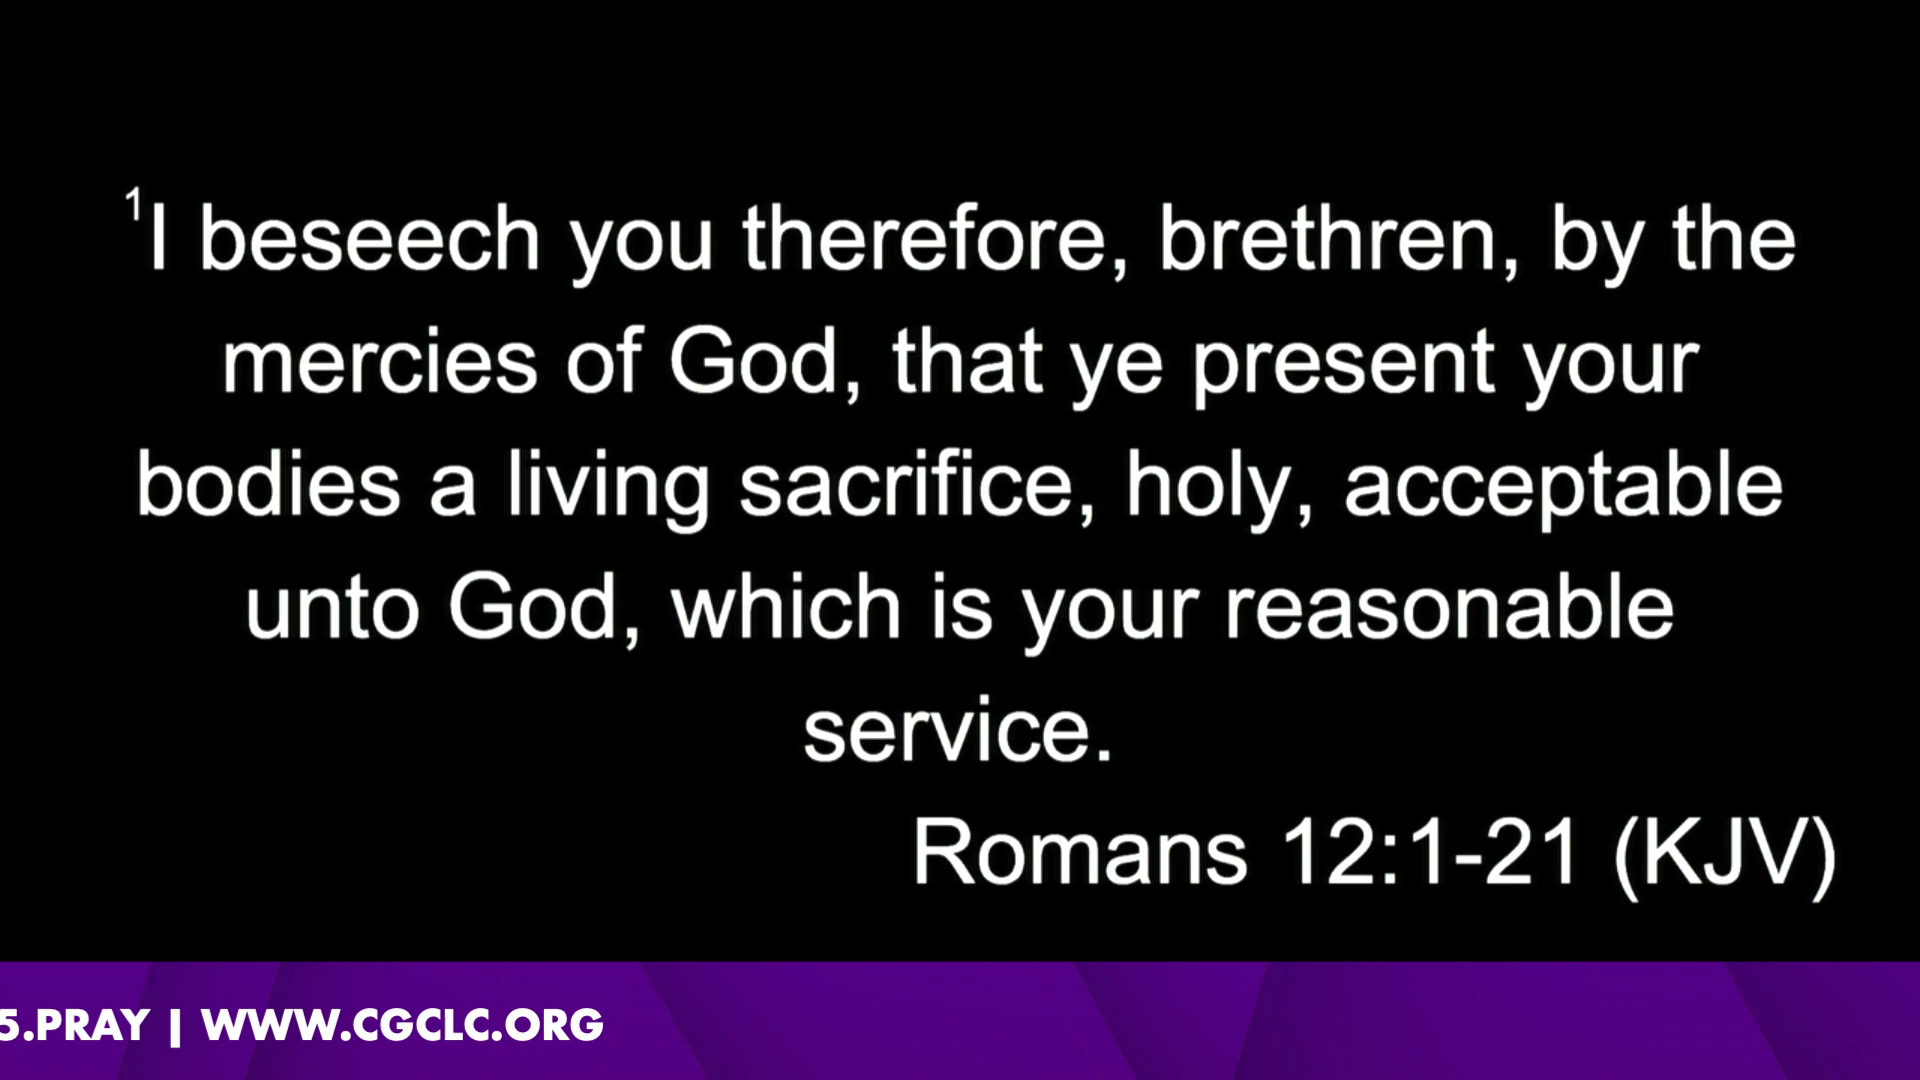 ¹I beseech you therefore, brethren, by the
mercies of God, that ye present your
bodies a living sacrifice, holy, acceptable
unto God, which is your reasonable
service.
Romans 12:1-21 (KJV)
5.PRAY | WWW.CGCLC.ORG